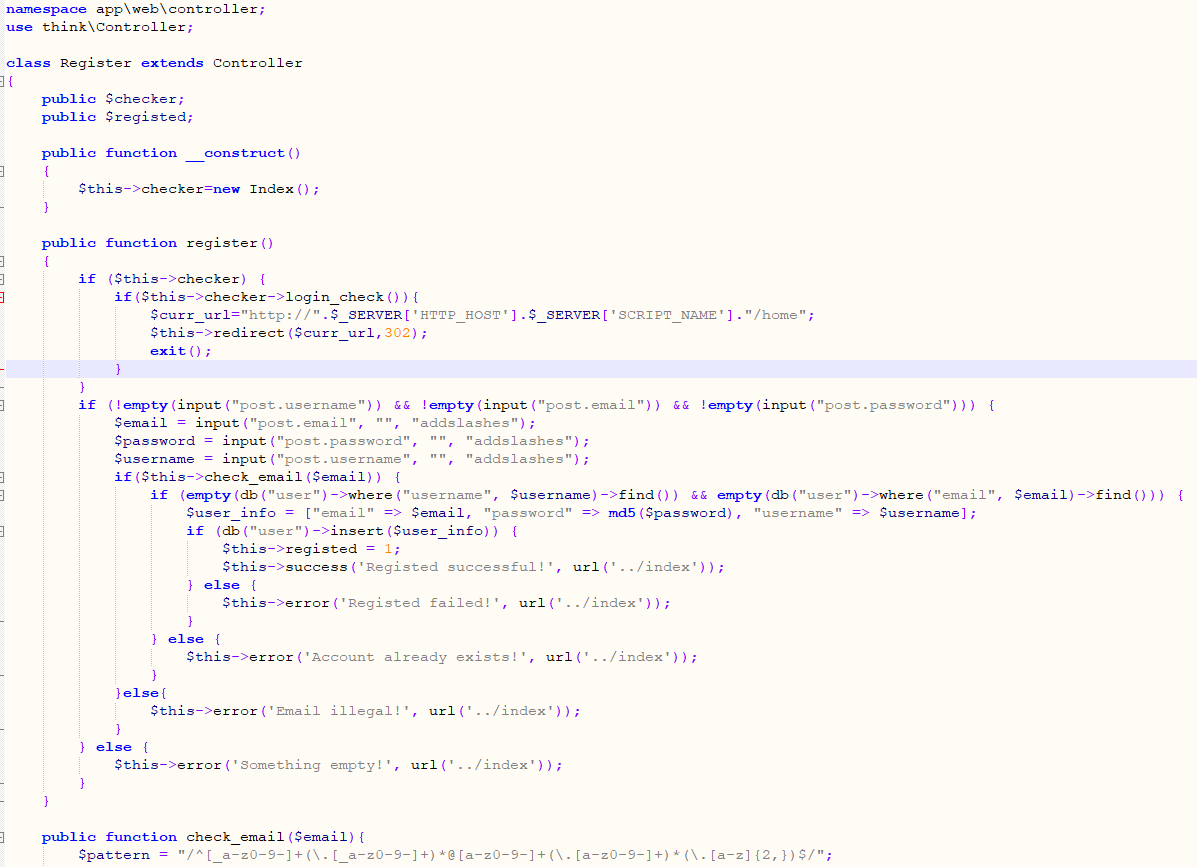 namespace app\web\controller;
use think\Controller;
class Register extends Controller
{
    public $checker;
    public $registed;
    public function __construct()
    {
        $this->checker=new Index();
    }
    public function register()
    {
        if ($this->checker) {
            if($this->checker->login_check()){
                $curr_url="http://".$_SERVER['HTTP_HOST'].$_SERVER['SCRIPT_NAME']."/home";
                $this->redirect($curr_url,302);
                exit();
            }
        }
        if (!empty(input("post.username")) && !empty(input("post.email")) && !empty(input("post.password"))) {
            $email = input("post.email", "", "addslashes");
            $password = input("post.password", "", "addslashes");
            $username = input("post.username", "", "addslashes");
            if($this->check_email($email)) {
                if (empty(db("user")->where("username", $username)->find()) && empty(db("user")->where("email", $email)->find())) {
                    $user_info = ["email" => $email, "password" => md5($password), "username" => $username];
                    if (db("user")->insert($user_info)) {
                        $this->registed = 1;
                        $this->success('Registed successful!', url('../index'));
                    } else {
                        $this->error('Registed failed!', url('../index'));
                    }
                } else {
                    $this->error('Account already exists!', url('../index'));
                }
            }else{
                $this->error('Email illegal!', url('../index'));
            }
        } else {
            $this->error('Something empty!', url('../index'));
        }
    }
    public function check_email($email){
        $pattern = "/^[_a-z0-9-]+(\.[_a-z0-9-]+)*@[a-z0-9-]+(\.[a-z0-9-]+)*(\.[a-z]{2,})$/";